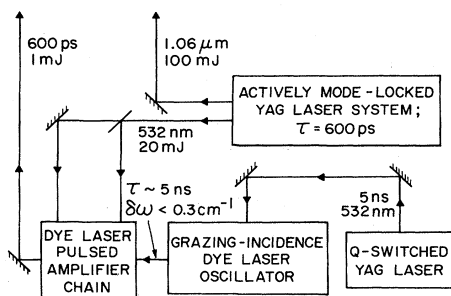 600 ps
1 mJ
1.06 μm
100 mJ
ACTIVELY MODE-LOCKED
YAG LASER SYSTEM;
τ = 600 ps
532 nm
20 mJ
τ ~ 5 ns
δω < 0.3 cm⁻¹
5 ns
532 nm
DYE LASER
PULSED
AMPLIFIER
CHAIN
GRAZING-INCIDENCE
DYE LASER
OSCILLATOR
Q-SWITCHED
YAG LASER